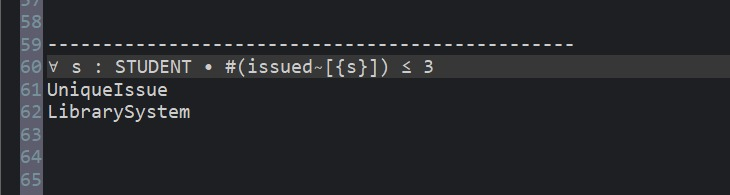 57
58
59 ------------------------------------------------
60 ∀ s : STUDENT • #(issued~[{s}]) ≤ 3
61 UniqueIssue
62 LibrarySystem
63
64
65